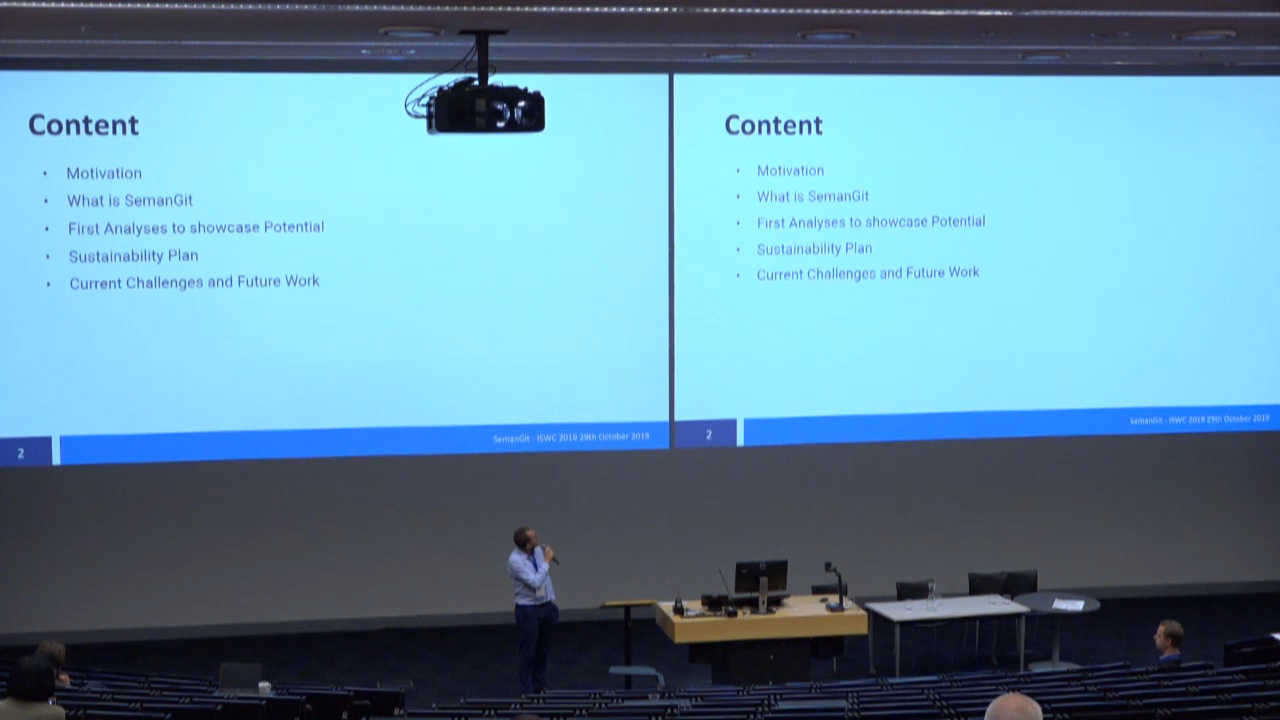 Content
• Motivation
• What is SemanGit
• First Analyses to showcase Potential
• Sustainability Plan
• Current Challenges and Future Work
2
SemanGit - ISWC 2019 29th October 2019
Content
• Motivation
• What is SemanGit
• First Analyses to showcase Potential
• Sustainability Plan
• Current Challenges and Future Work
2
SemanGit - ISWC 2019 29th October 2019